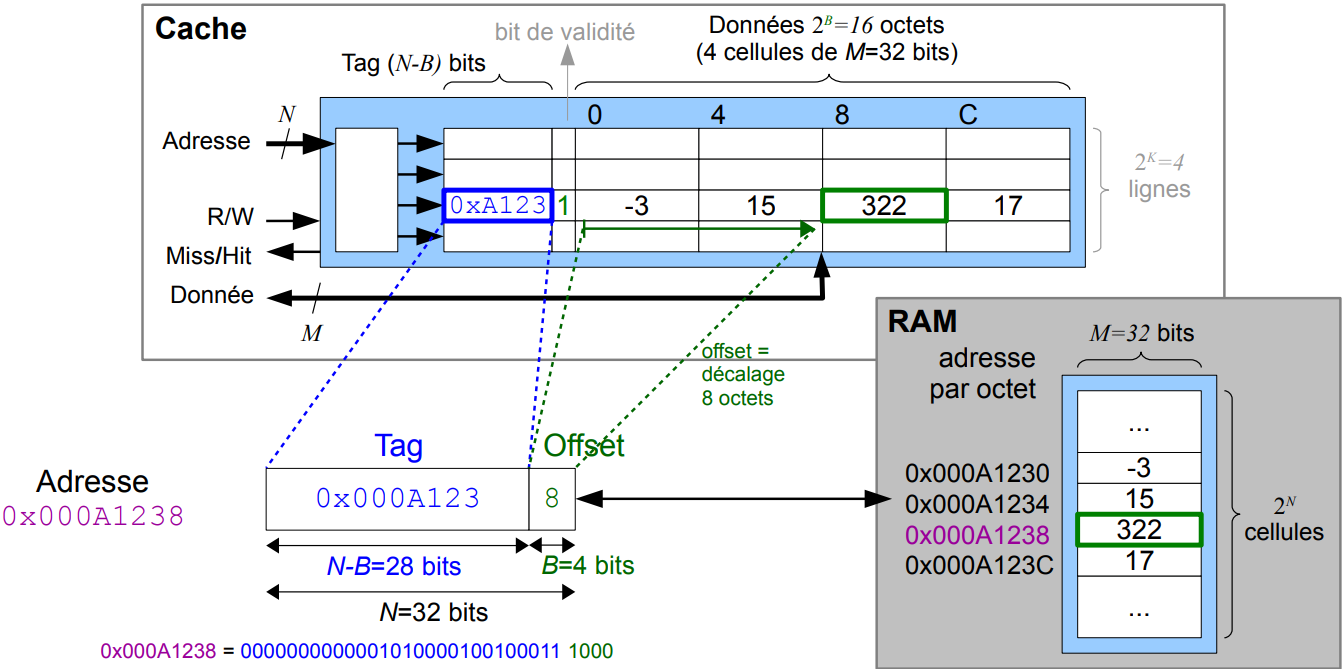 Cache
bit de validité
Données 2^B=16 octets
(4 cellules de M=32 bits)
Tag (N-B) bits
N
0 4 8 C
Adresse
2^K=4
lignes
0xA123 1 -3 15 322 17
R/W
Miss/Hit
Donnée
M
RAM
M=32 bits
adresse
par octet
offset =
décalage
8 octets
...
Tag Offset
0x000A1230 -3
0x000A1234 15
0x000A1238 322
0x000A123C 17
...
2^N
cellules
Adresse
0x000A1238
0x000A123 8
N-B=28 bits B=4 bits
N=32 bits
0x000A1238 = 0000000000001010000100100011 1000